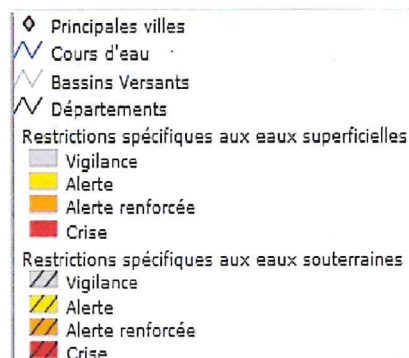 Principales villes
Cours d'eau
Bassins Versants
Départements
Restrictions spécifiques aux eaux superficielles
Vigilance
Alerte
Alerte renforcée
Crise
Restrictions spécifiques aux eaux souterraines
Vigilance
Alerte
Alerte renforcée
Crise